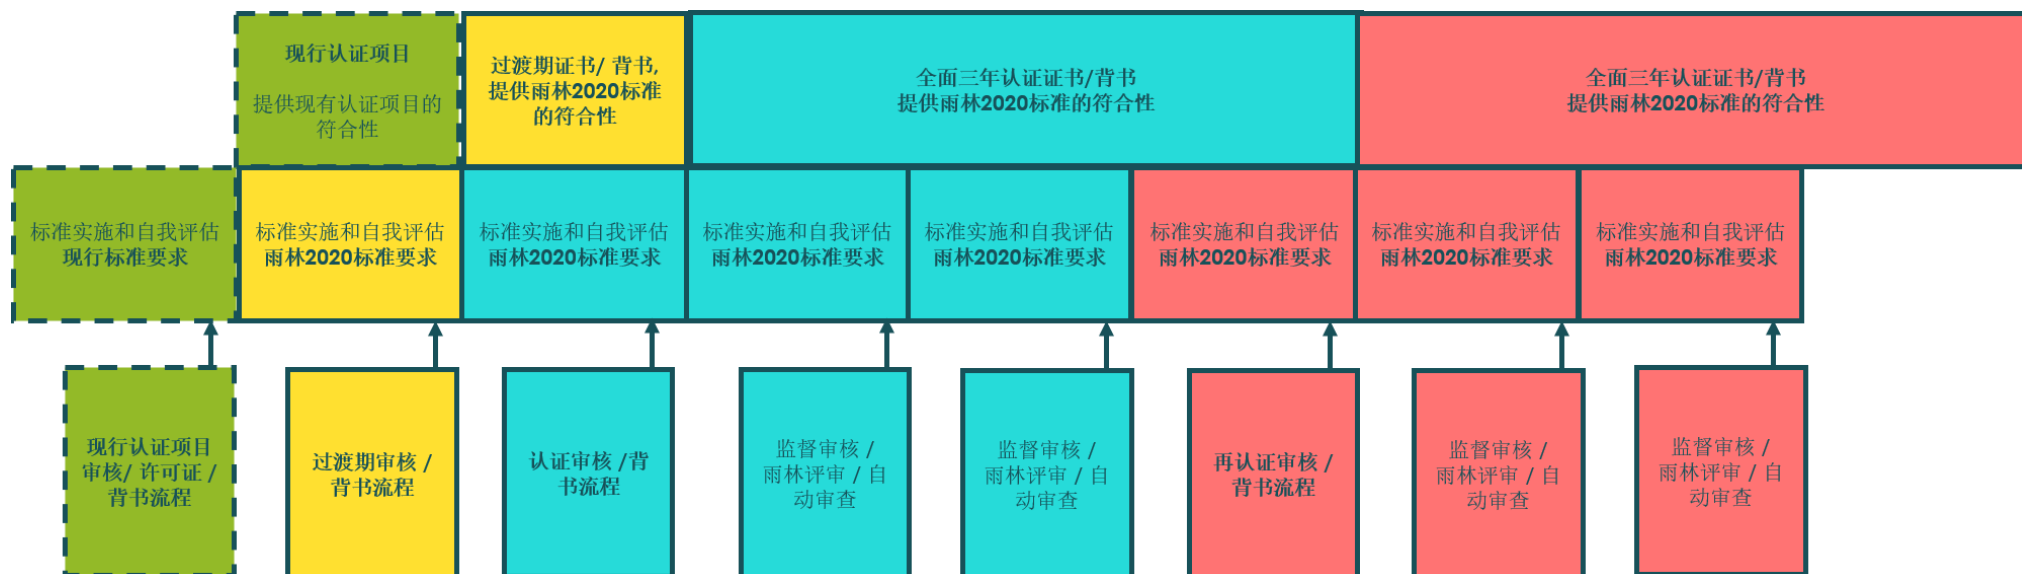 现行认证项目
提供现有认证项目的
符合性
过渡期证书/ 背书,
提供雨林2020标准
的符合性
全面三年认证证书/背书
提供雨林2020标准的符合性
全面三年认证证书/背书
提供雨林2020标准的符合性
标准实施和自我评估
现行标准要求
标准实施和自我评估
雨林2020标准要求
标准实施和自我评估
雨林2020标准要求
标准实施和自我评估
雨林2020标准要求
标准实施和自我评估
雨林2020标准要求
标准实施和自我评估
雨林2020标准要求
标准实施和自我评估
雨林2020标准要求
标准实施和自我评估
雨林2020标准要求
现行认证项目
审核/ 许可证 /
背书流程
过渡期审核 /
背书流程
认证审核 /背
书流程
监督审核 /
雨林评审 / 自
动审查
监督审核 /
雨林评审 / 自
动审查
再认证审核 /
背书流程
监督审核 /
雨林评审 / 自
动审查
监督审核 /
雨林评审 / 自
动审查